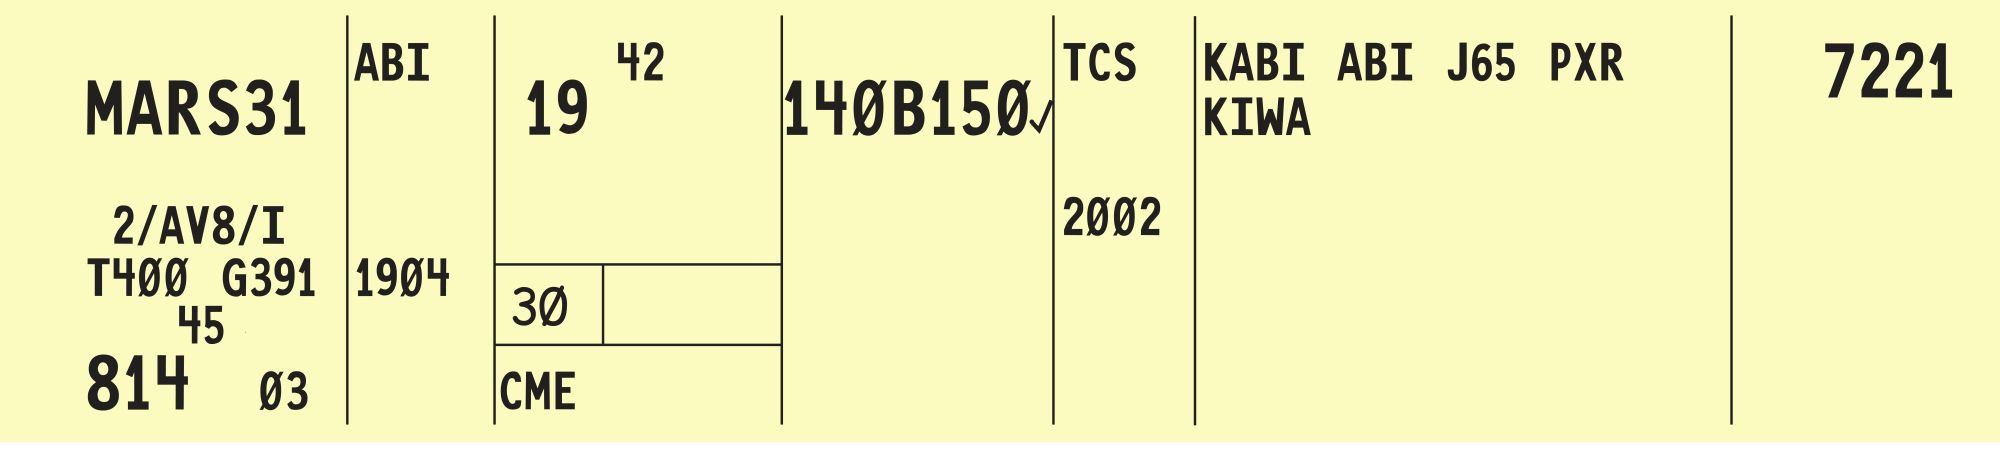 MARS31
2/AV8/I
T4ØØ G391
45
814 Ø3
ABI
19Ø4
42
19
3Ø
CME
14ØB15Ø✓
TCS
2ØØ2
KABI ABI J65 PXR
KIWA
7221